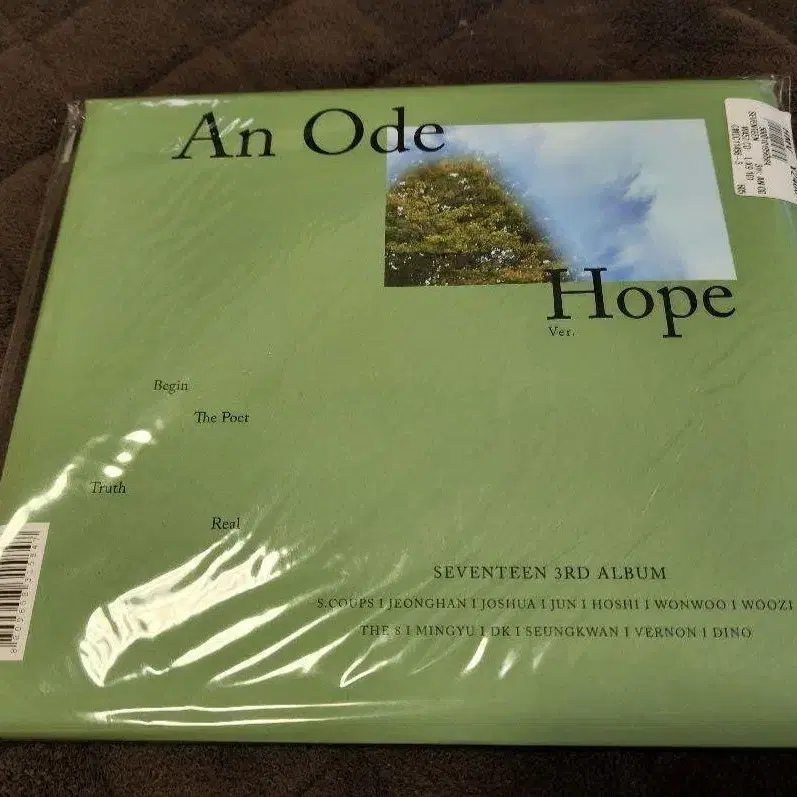 An Ode
Hope
Ver.
Begin
The Poet
Truth
Real
SEVENTEEN 3RD ALBUM
S.COUPS I JEONGHAN I JOSHUA I JUN I HOSHI I WONWOO I WOOZI
THE 8 I MINGYU I DK I SEUNGKWAN I VERNON I DINO
SEVENTEEN